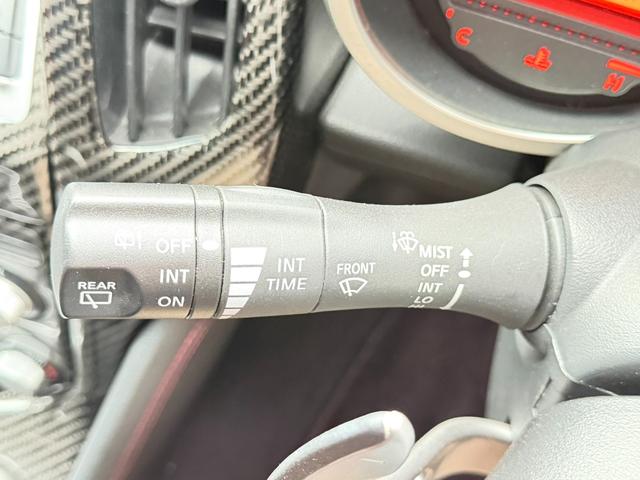 C
H
OFF
INT
ON
REAR
INT
TIME
FRONT
MIST
OFF
INT
LO